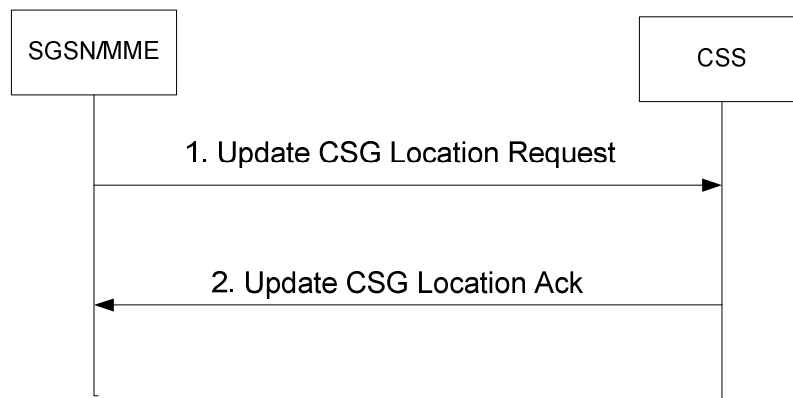 SGSN/MME
CSS
1. Update CSG Location Request
2. Update CSG Location Ack